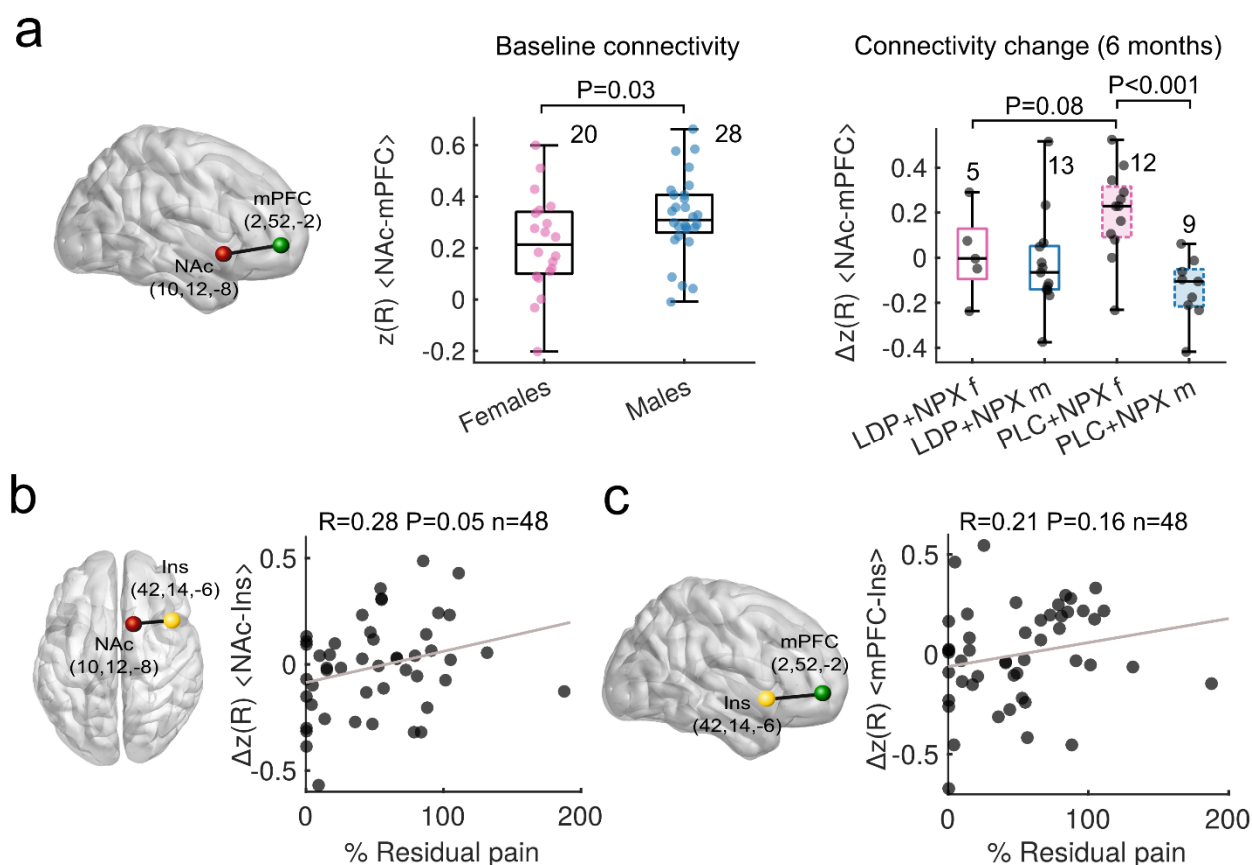 a
Baseline connectivity
P=0.03
20
28
mPFC
(2,52,-2)
NAc
(10,12,-8)
z(R) <NAc-mPFC>
0.6
0.4
0.2
0
-0.2
Females
Males
Connectivity change (6 months)
P<0.001
P=0.08
5
13
12
9
Δz(R) <NAc-mPFC>
0.4
0.2
0
-0.2
-0.4
LDP+NPX f
LDP+NPX m
PLC+NPX f
PLC+NPX m
b
R=0.28 P=0.05 n=48
Ins
(42,14,-6)
NAc
(10,12,-8)
Δz(R) <NAc-Ins>
0.5
0
-0.5
0
100
200
% Residual pain
c
R=0.21 P=0.16 n=48
mPFC
(2,52,-2)
Ins
(42,14,-6)
Δz(R) <mPFC-Ins>
0.5
0
-0.5
0
100
200
% Residual pain